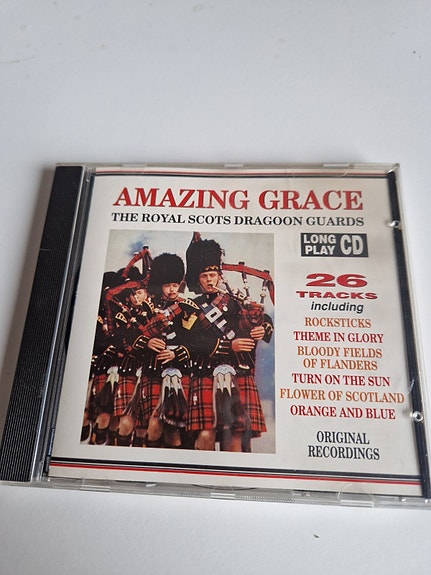 AMAZING GRACE
THE ROYAL SCOTS DRAGOON GUARDS
LONG
PLAY CD
26
TRACKS
including
ROCKSTICKS
THEME IN GLORY
BLOODY FIELDS
OF FLANDERS
TURN ON THE SUN
FLOWER OF SCOTLAND
ORANGE AND BLUE
ORIGINAL
RECORDINGS